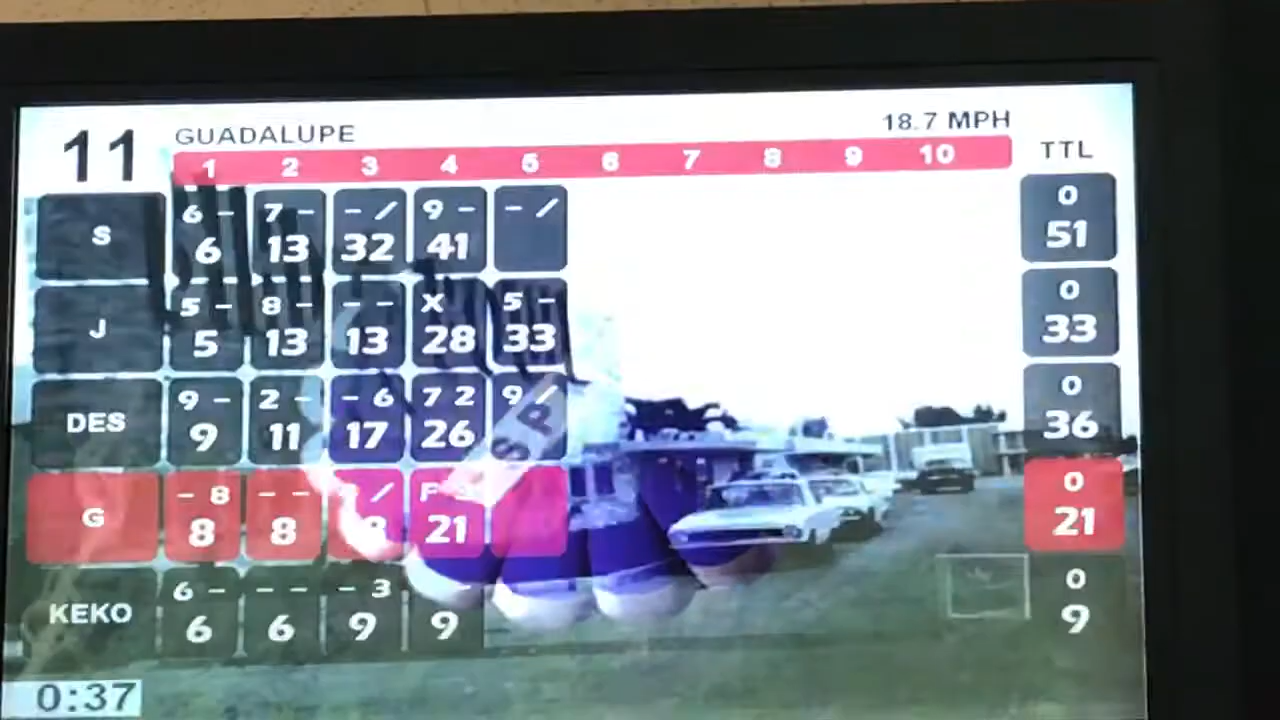 11 GUADALUPE 18.7 MPH
1 2 3 4 5 6 7 8 9 10 TTL
S 6 - 7 - - / 9 - - / 0
6 13 32 41 51
J 5 - 8 - - - X 5 - 0
5 13 13 28 33 33
DES 9 - 2 - - 6 7 2 9 / 0
9 11 17 26 36
G - 8 - - / F 0
8 8 21 21
KEKO 6 - - - - 3 - 0
6 6 9 9 9
SP
0:37